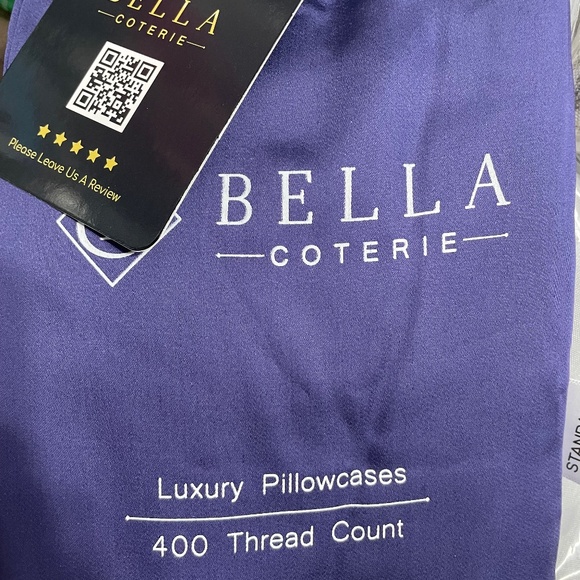 BELLA
COTERIE
Please Leave Us A Review
BELLA
COTERIE
Luxury Pillowcases
400 Thread Count